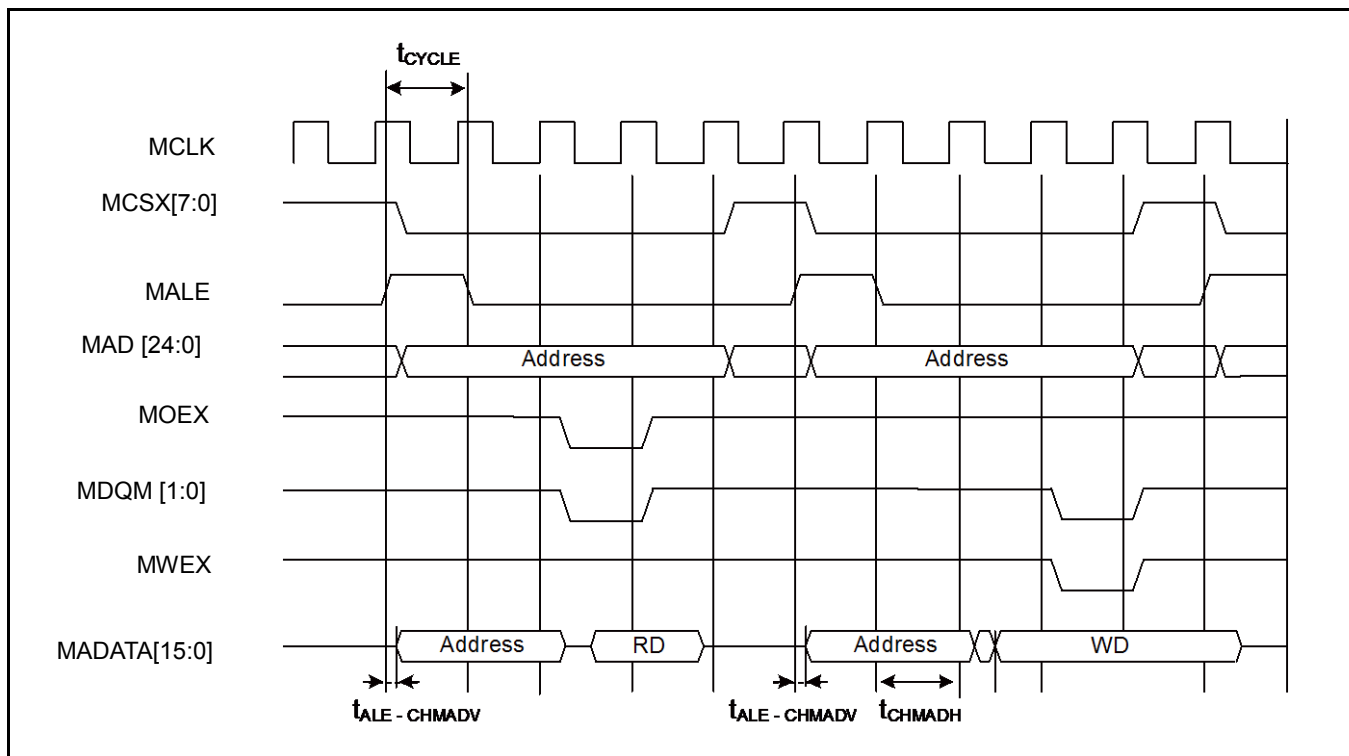 tCYCLE
MCLK
MCSX[7:0]
MALE
MAD [24:0]
Address
Address
MOEX
MDQM [1:0]
MWEX
MADATA[15:0]
Address
RD
Address
WD
tALE - CHMADV
tALE - CHMADV
tCHMADH